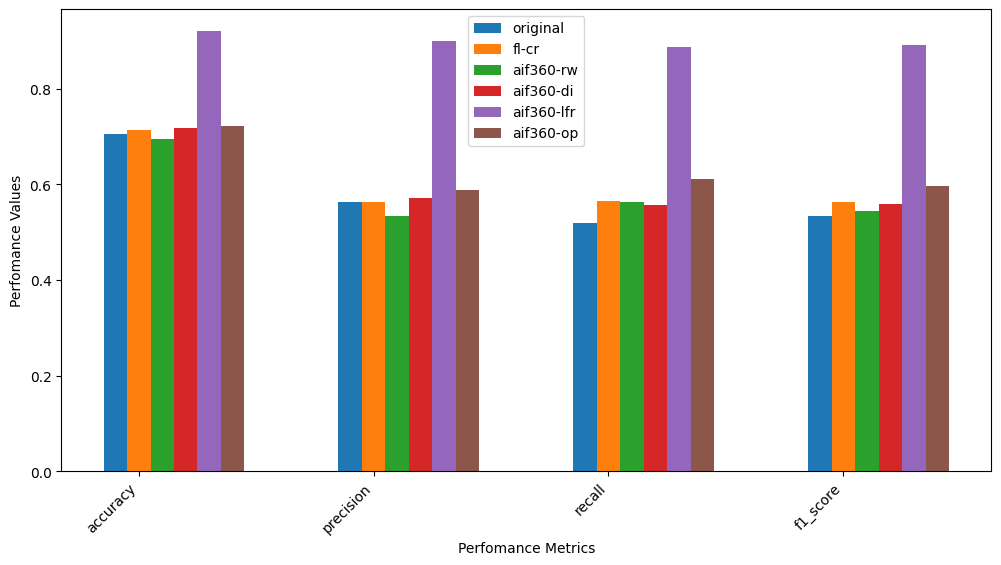 original
fl-cr
aif360-rw
aif360-di
aif360-lfr
aif360-op
Perfomance Values
0.8
0.6
0.4
0.2
0.0
accuracy
precision
recall
f1_score
Perfomance Metrics